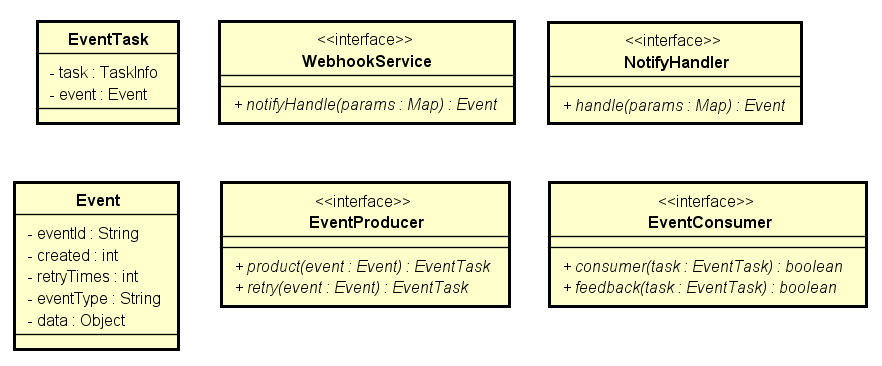 EventTask
- task : TaskInfo
- event : Event
<<interface>>
WebhookService
+ notifyHandle(params : Map) : Event
<<interface>>
NotifyHandler
+ handle(params : Map) : Event
Event
- eventId : String
- created : int
- retryTimes : int
- eventType : String
- data : Object
<<interface>>
EventProducer
+ product(event : Event) : EventTask
+ retry(event : Event) : EventTask
<<interface>>
EventConsumer
+ consumer(task : EventTask) : boolean
+ feedback(task : EventTask) : boolean